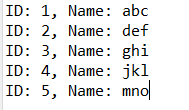 ID: 1, Name: abc
ID: 2, Name: def
ID: 3, Name: ghi
ID: 4, Name: jkl
ID: 5, Name: mno